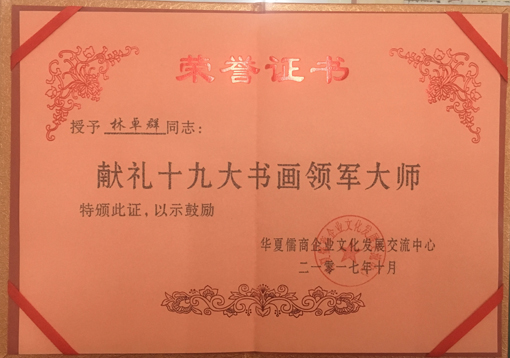 荣誉证书
授予 林卓群 同志：
献礼十九大书画领军大师
特颁此证，以示鼓励
华夏儒商企业文化发展交流中心
二一零一七年十月